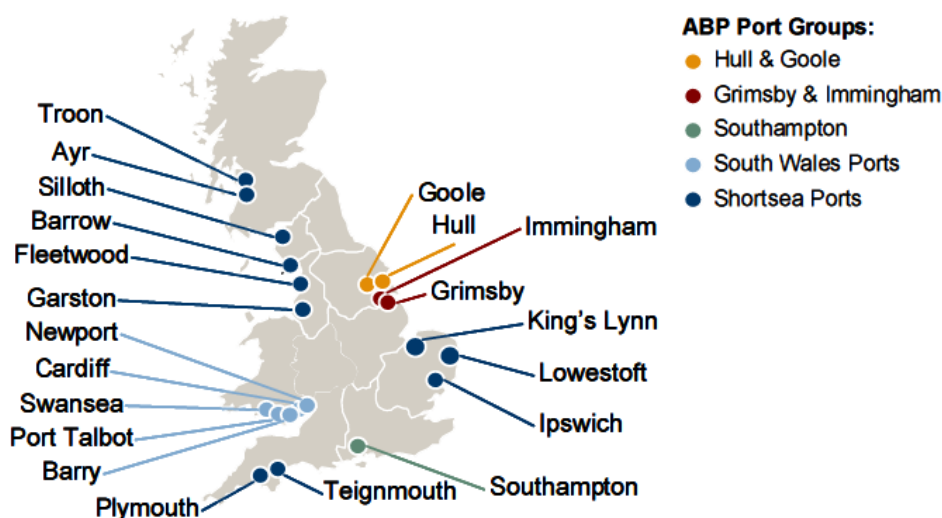 ABP Port Groups:
Hull & Goole
Grimsby & Immingham
Southampton
South Wales Ports
Shortsea Ports
Troon
Ayr
Silloth
Barrow
Fleetwood
Garston
Newport
Cardiff
Swansea
Port Talbot
Barry
Plymouth
Teignmouth
Goole
Hull
Immingham
Grimsby
King's Lynn
Lowestoft
Ipswich
Southampton